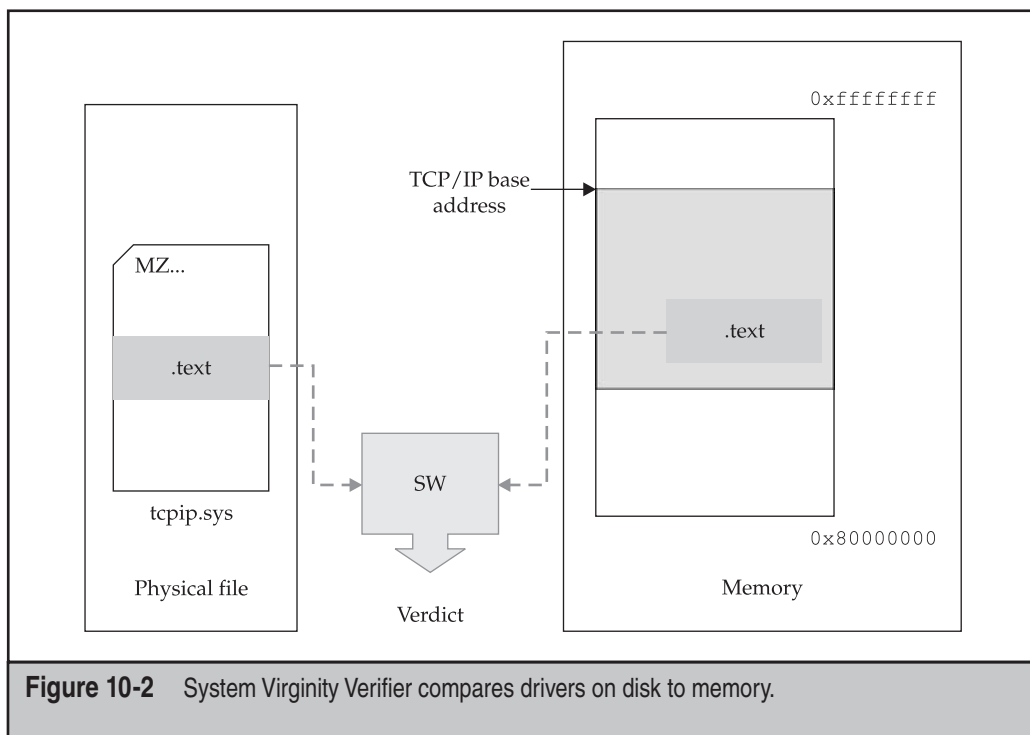 0xffffffff
TCP/IP base
address
MZ...
.text
.text
SW
tcpip.sys
0x80000000
Physical file
Memory
Verdict
Figure 10-2 System Virginity Verifier compares drivers on disk to memory.